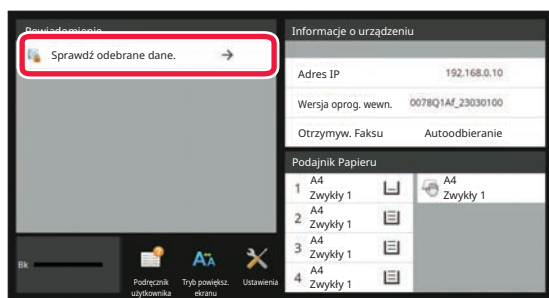 Powiadomienie
Sprawdź odebrane dane.
Informacje o urządzeniu
Adres IP 192.168.0.10
Wersja oprog. wewn. 0078Q1Af_23030100
Otrzymyw. Faksu Autoodbieranie
Podajnik Papieru
1 A4
Zwykły 1
A4
Zwykły 1
2 A4
Zwykły 1
3 A4
Zwykły 1
4 A4
Zwykły 1
Bk
Podręcznik
użytkownika
Tryb powiększ.
ekranu
Ustawienia